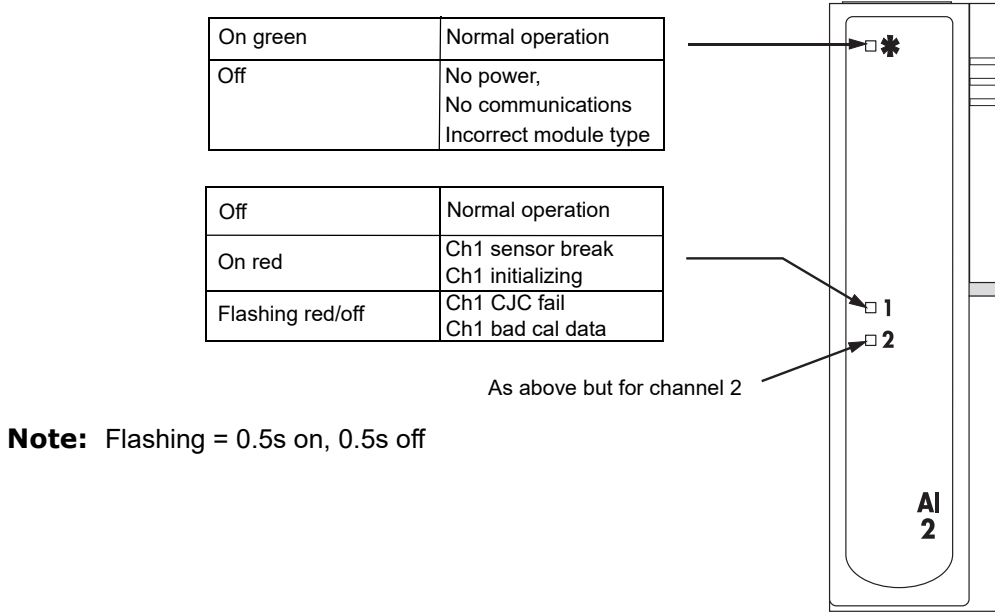 On green Normal operation
Off No power,
No communications
Incorrect module type
✱
Off Normal operation
On red Ch1 sensor break
Ch1 initializing
Flashing red/off Ch1 CJC fail
Ch1 bad cal data
1
2
As above but for channel 2
Note: Flashing = 0.5s on, 0.5s off
AI
2